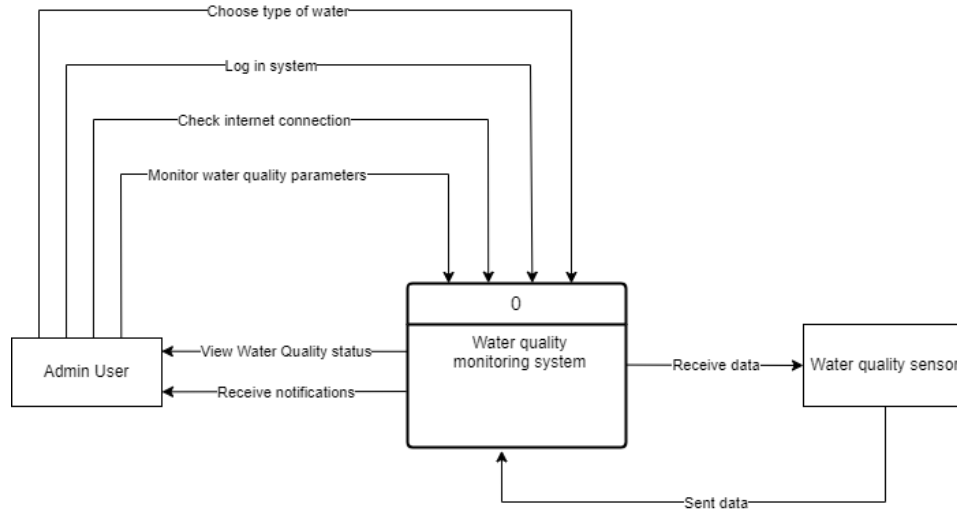 Choose type of water
Log in system
Check internet connection
Monitor water quality parameters
0
Water quality
monitoring system
View Water Quality status
Admin User
Receive notifications
Receive data
Water quality sensor
Sent data